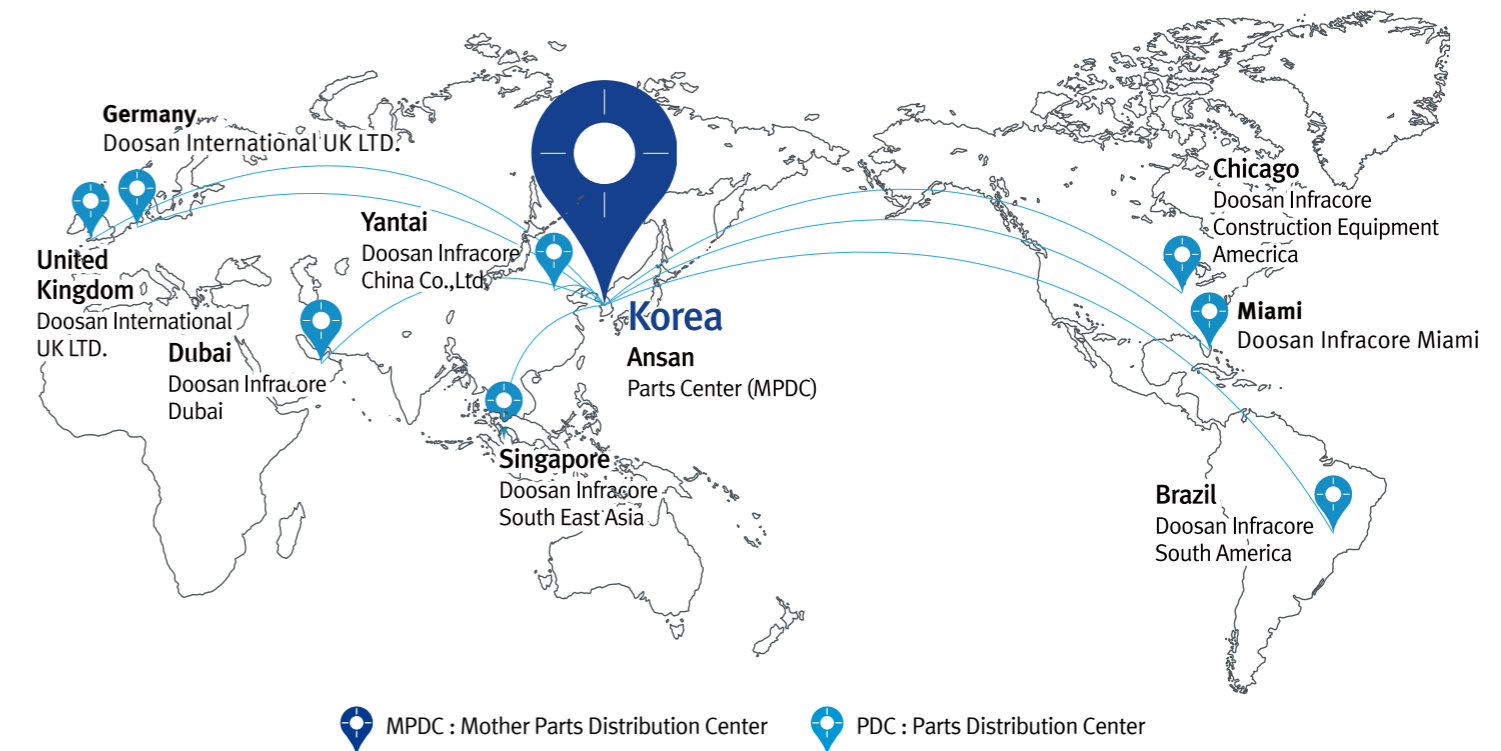 Germany
Doosan International UK LTD.
United
Kingdom
Doosan International
UK LTD.
Yantai
Doosan Infracore
China Co.,Ltd
Dubai
Doosan Infracore
Dubai
Korea
Ansan
Parts Center (MPDC)
Singapore
Doosan Infracore
South East Asia
Chicago
Doosan Infracore
Construction Equipment
Amecrica
Miami
Doosan Infracore Miami
Brazil
Doosan Infracore
South America
MPDC : Mother Parts Distribution Center
PDC : Parts Distribution Center